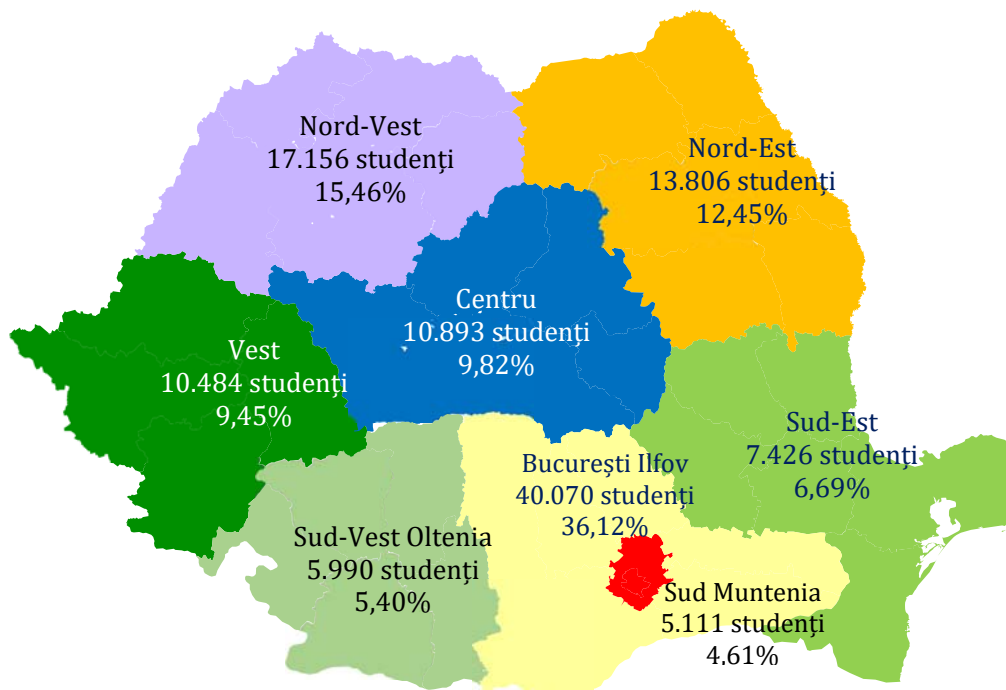 Nord-Vest
17.156 studenți
15,46%
Nord-Est
13.806 studenți
12,45%
Centru
10.893 studenți
9,82%
Vest
10.484 studenți
9,45%
Sud-Est
7.426 studenți
6,69%
București Ilfov
40.070 studenți
36,12%
Sud-Vest Oltenia
5.990 studenți
5,40%
Sud Muntenia
5.111 studenți
4,61%